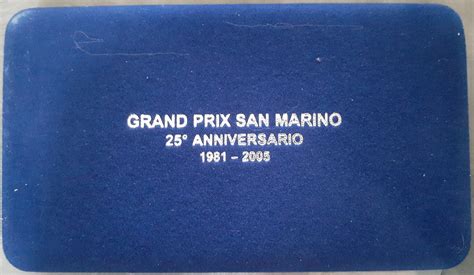 GRAND PRIX SAN MARINO
25° ANNIVERSARIO
1981 – 2005